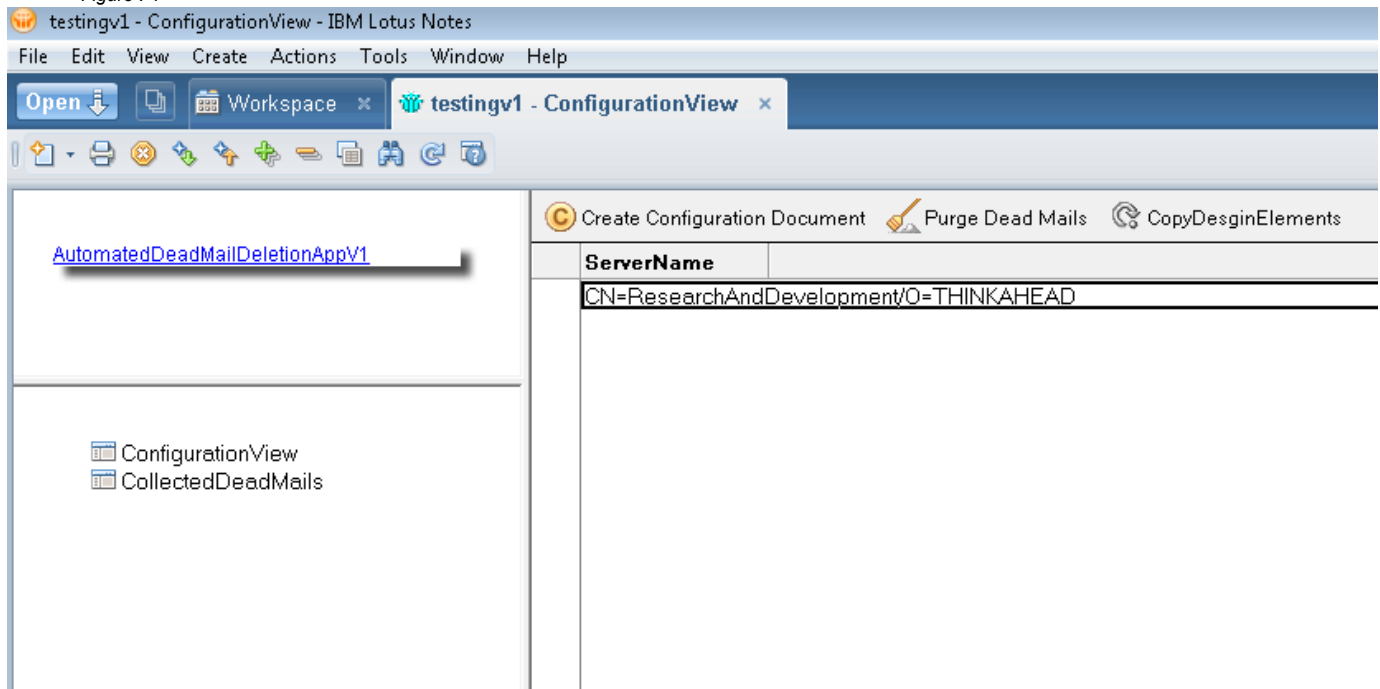 testingv1 - ConfigurationView - IBM Lotus Notes
File Edit View Create Actions Tools Window Help
Open Workspace testingv1 - ConfigurationView
Create Configuration Document Purge Dead Mails CopyDesginElements
AutomatedDeadMailDeletionAppV1
ServerName
CN=ResearchAndDevelopment/O=THINKAHEAD
ConfigurationView
CollectedDeadMails